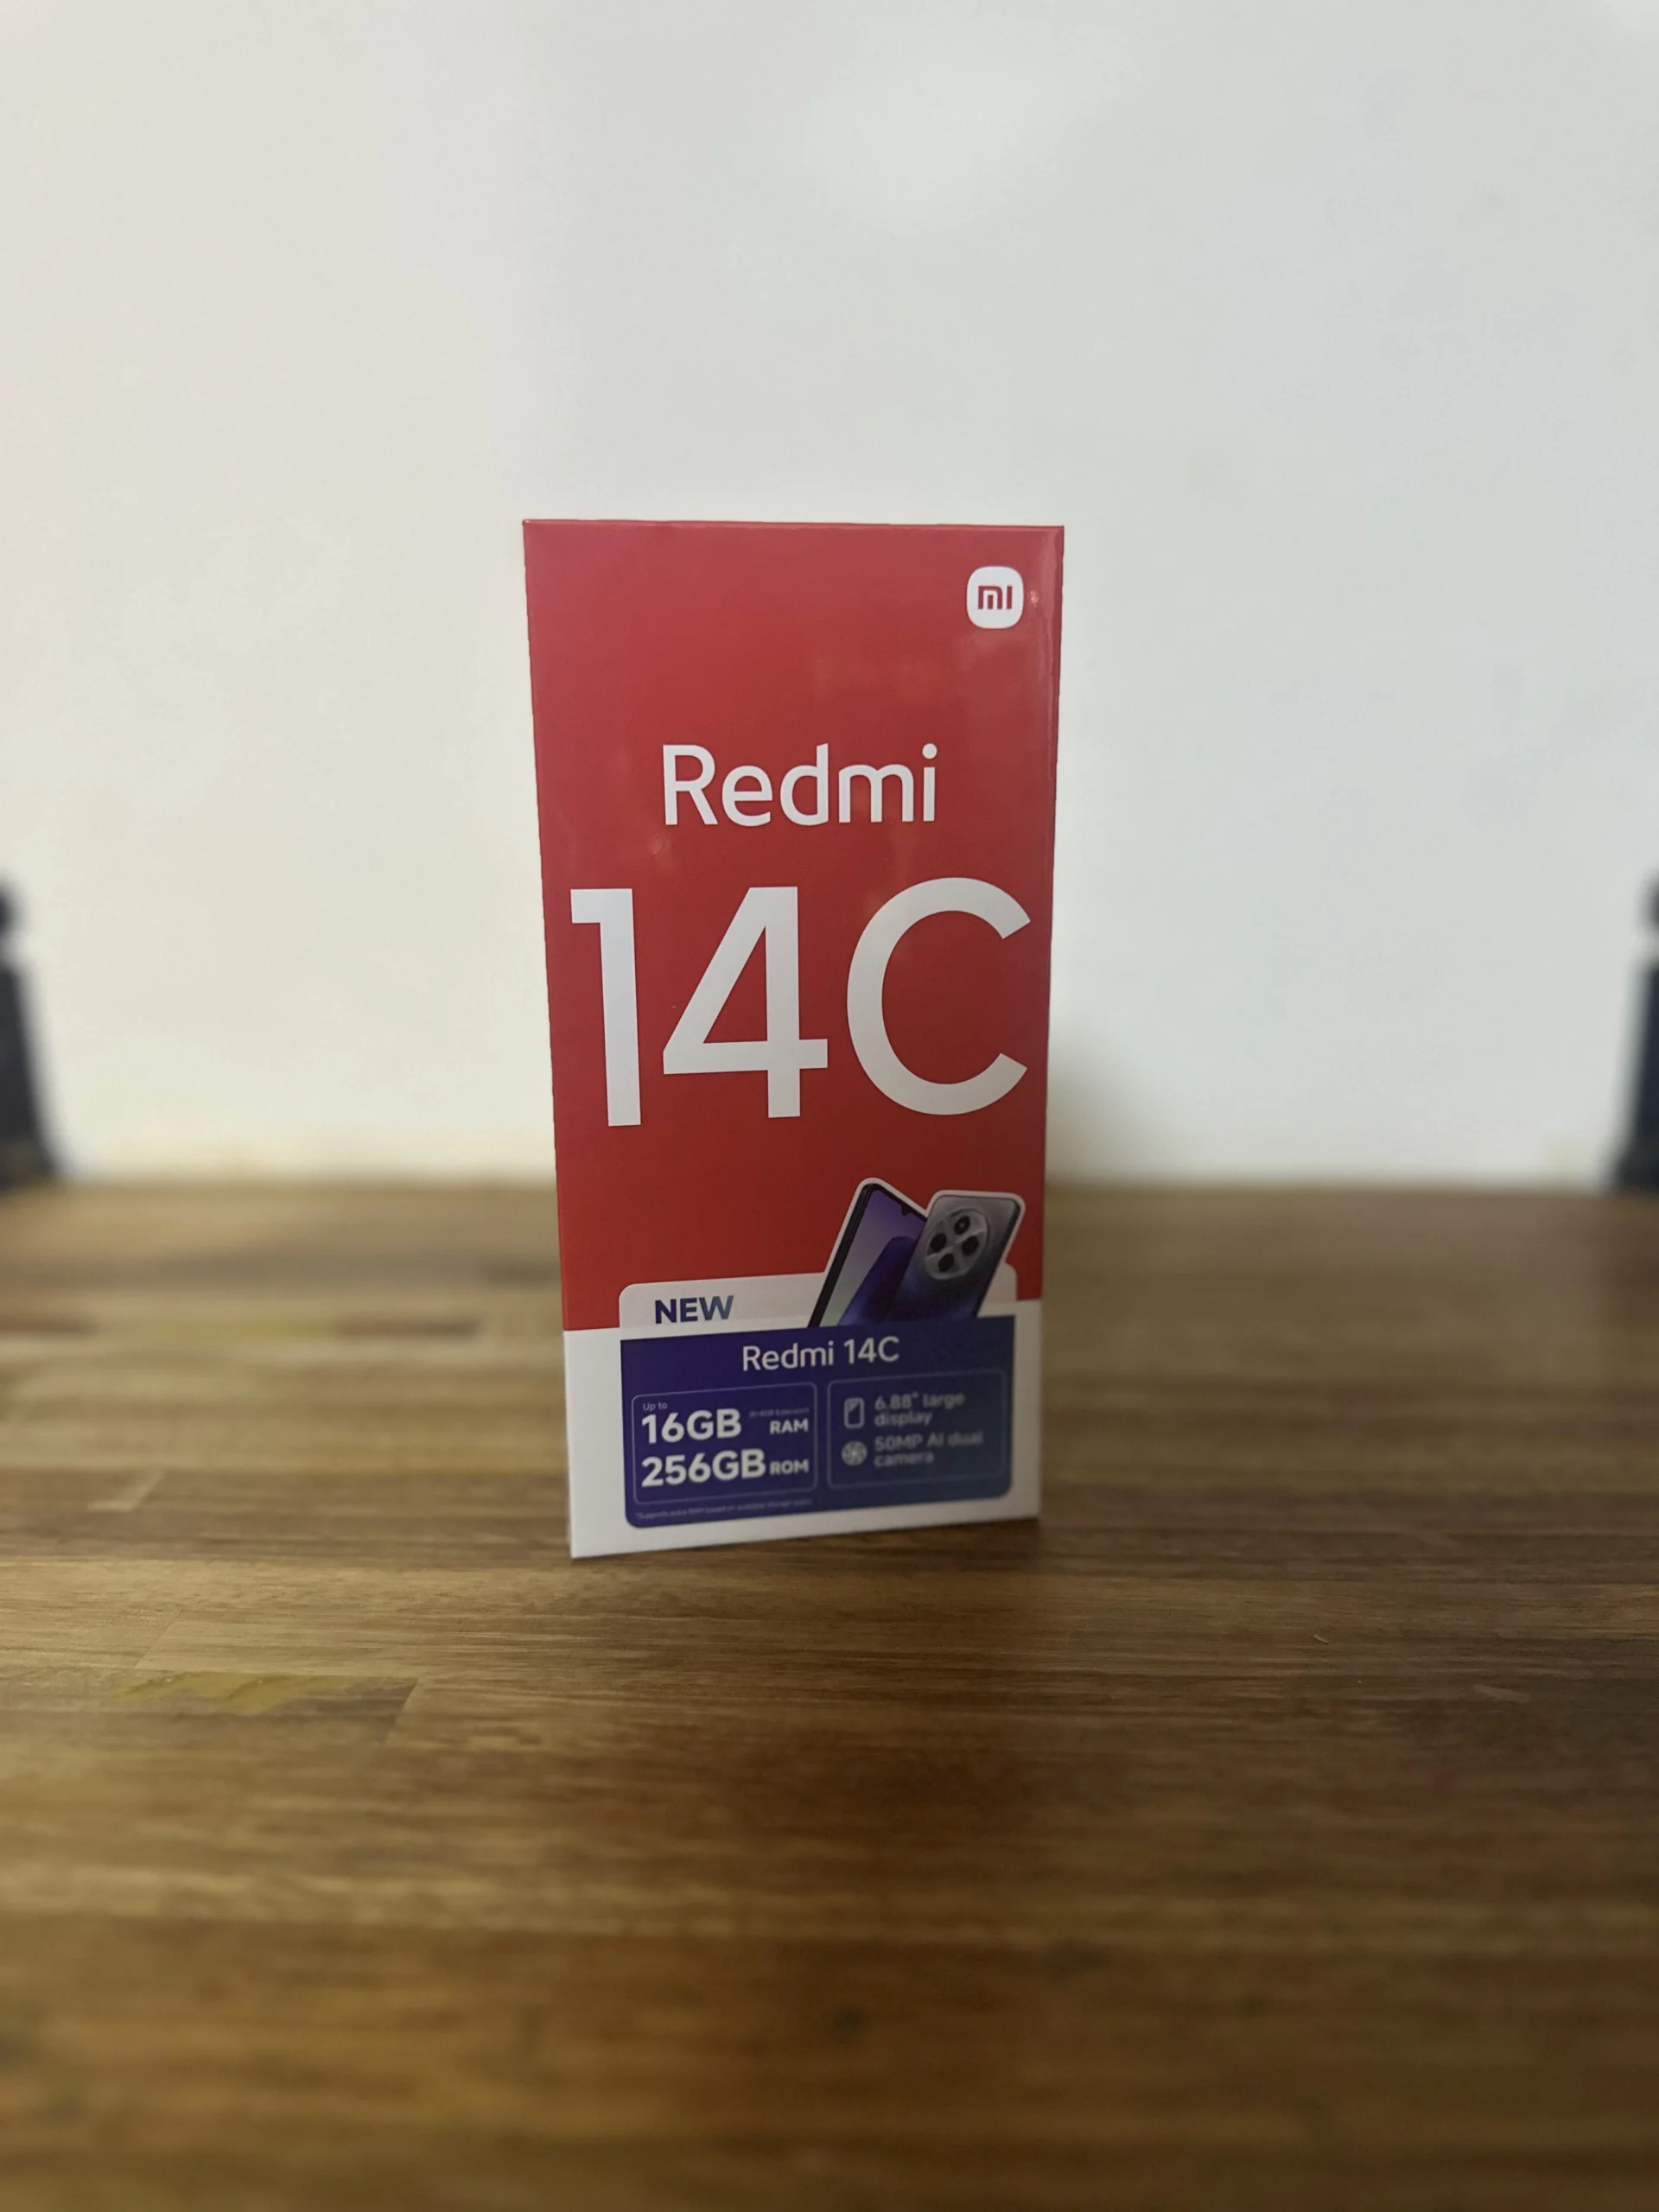 mi
Redmi
14C
NEW
Redmi 14C
Up to
16GB RAM
256GB ROM
6.88" large
display
50MP AI dual
camera